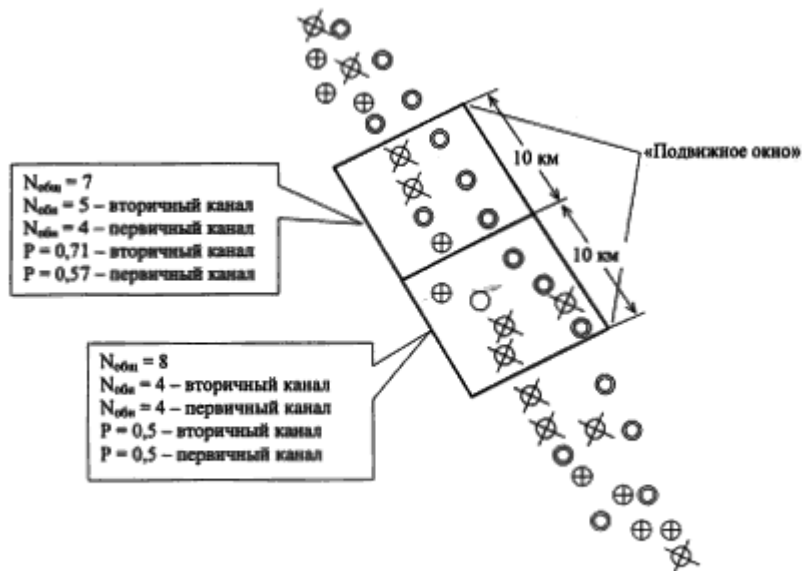 10 км
«Подвижное окно»
Nобщ = 7
Nобн = 5 – вторичный канал
Nобн = 4 – первичный канал
P = 0,71 – вторичный канал
P = 0,57 – первичный канал
10 км
Nобщ = 8
Nобн = 4 – вторичный канал
Nобн = 4 – первичный канал
P = 0,5 – вторичный канал
P = 0,5 – первичный канал